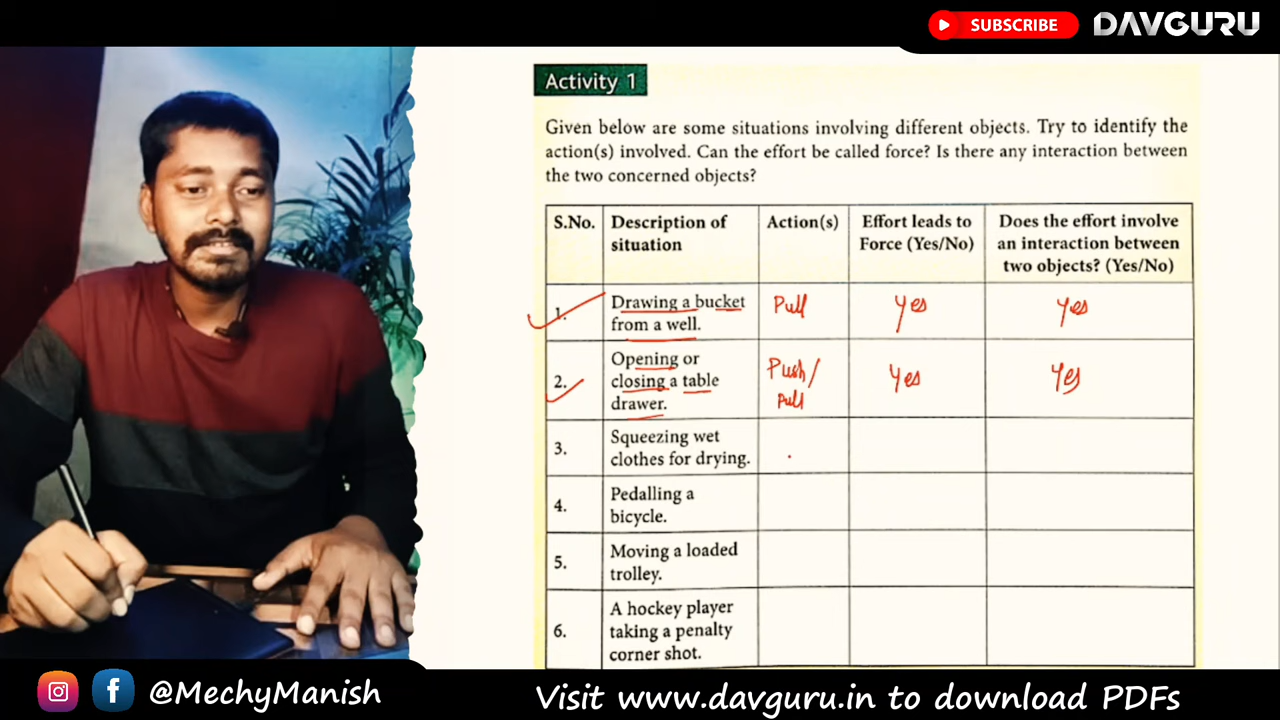 SUBSCRIBE DAVGURU
Activity 1
Given below are some situations involving different objects. Try to identify the
action(s) involved. Can the effort be called force? Is there any interaction between
the two concerned objects?
S.No.
Description of
situation
Action(s)
Effort leads to
Force (Yes/No)
Does the effort involve
an interaction between
two objects? (Yes/No)
1.
Drawing a bucket
from a well.
Pull
Yes
Yes
2.
Opening or
closing a table
drawer.
Push/
Pull
Yes
Yes
3.
Squeezing wet
clothes for drying.
4.
Pedalling a
bicycle.
5.
Moving a loaded
trolley.
6.
A hockey player
taking a penalty
corner shot.
@MechyManish
Visit www.davguru.in to download PDFs